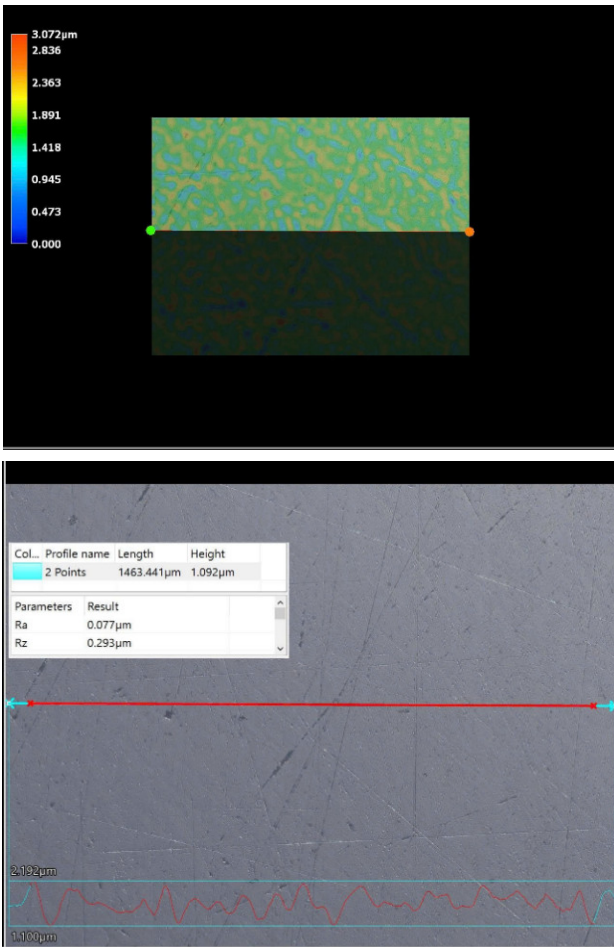 3.072μm
2.836
2.363
1.891
1.418
0.945
0.473
0.000
Col... Profile name Length Height
2 Points 1463.441μm 1.092μm
Parameters Result
Ra 0.077μm
Rz 0.293μm
2.192μm
1.100μm